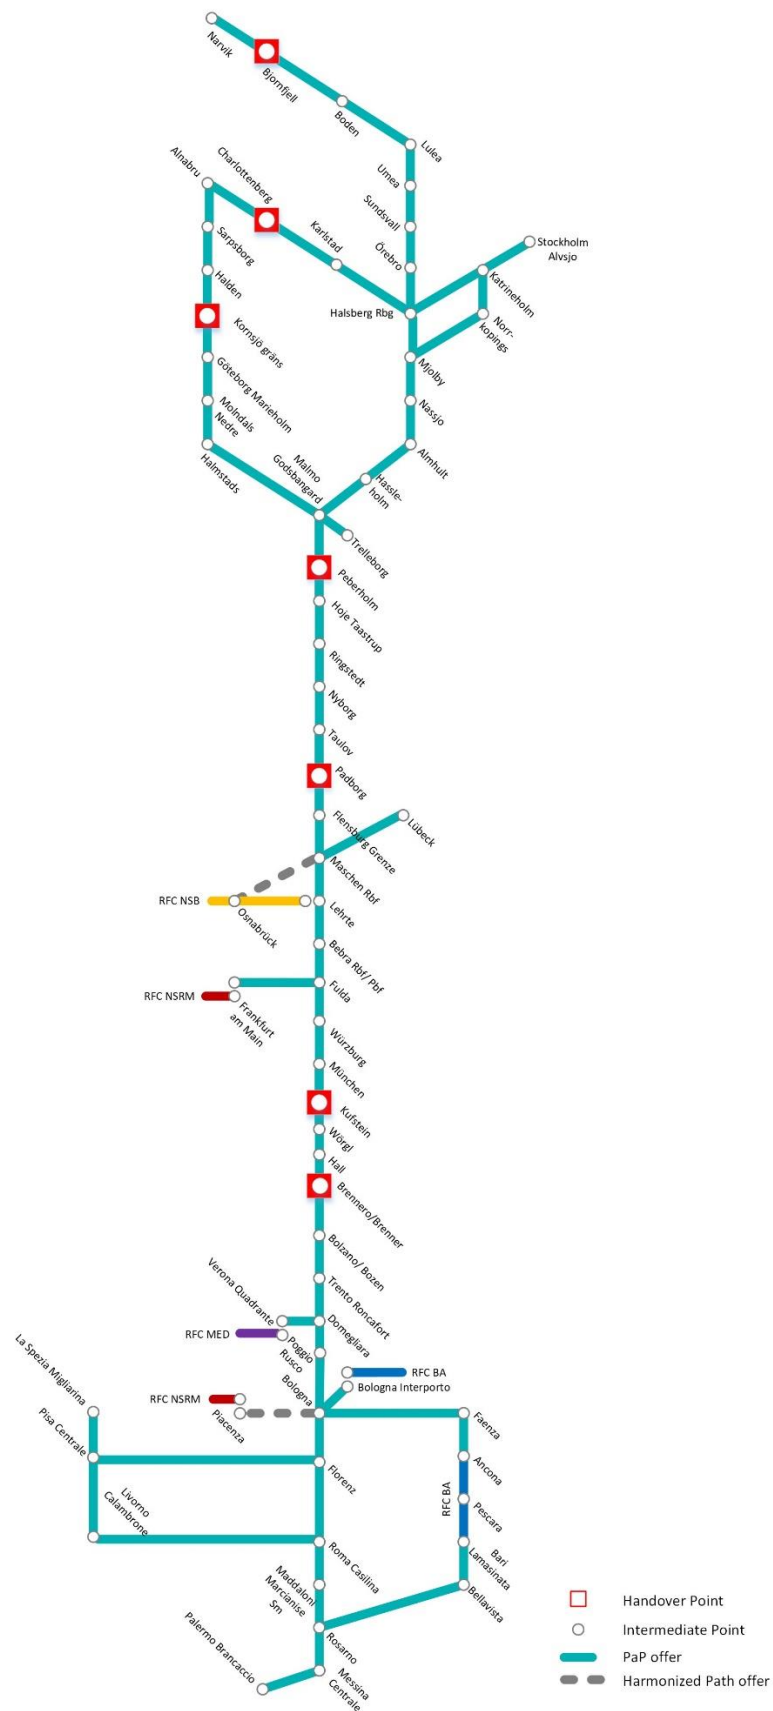 Narvik
Bjornfjell
Boden
Lulea
Umea
Sundsvall
Örebro
Alnabru
Charlottenberg
Karlstad
Halsberg Rbg
Stockholm
Alvsjo
Katrineholm
Norr-
kopings
Mjolby
Nassjo
Almhult
Hassle-
holm
Sarpsborg
Halden
Kornsjö gräns
Göteborg Marieholm
Molndals
Nedre
Halmstads
Malmo
Godsbangard
Trelleborg
Peberholm
Hoje Taastrup
Ringstedt
Nyborg
Taulov
Padborg
Flensburg Grenze
Lübeck
Maschen Rbf
RFC NSB
Osnabrück
Lehrte
Bebra Rbf/ Pbf
Fulda
RFC NSRM
Frankfurt
am Main
Würzburg
München
Kufstein
Wörgl
Hall
Brennero/Brenner
Bolzano/ Bozen
Trento Roncafort
Verona Quadrante
Domegliara
RFC MED
Poggio
Rusco
RFC BA
Bologna Interporto
Bologna
RFC NSRM
Piacenza
La Spezia Migliarina
Pisa Centrale
Livorno
Calambrone
Florenz
Faenza
Ancona
RFC BA
Pescara
Bari
Lamasinata
Bellavista
Roma Casilina
Maddaloni
Marcianise
Sm
Rosarno
Messina
Centrale
Palermo Brancaccio
Handover Point
Intermediate Point
PaP offer
Harmonized Path offer